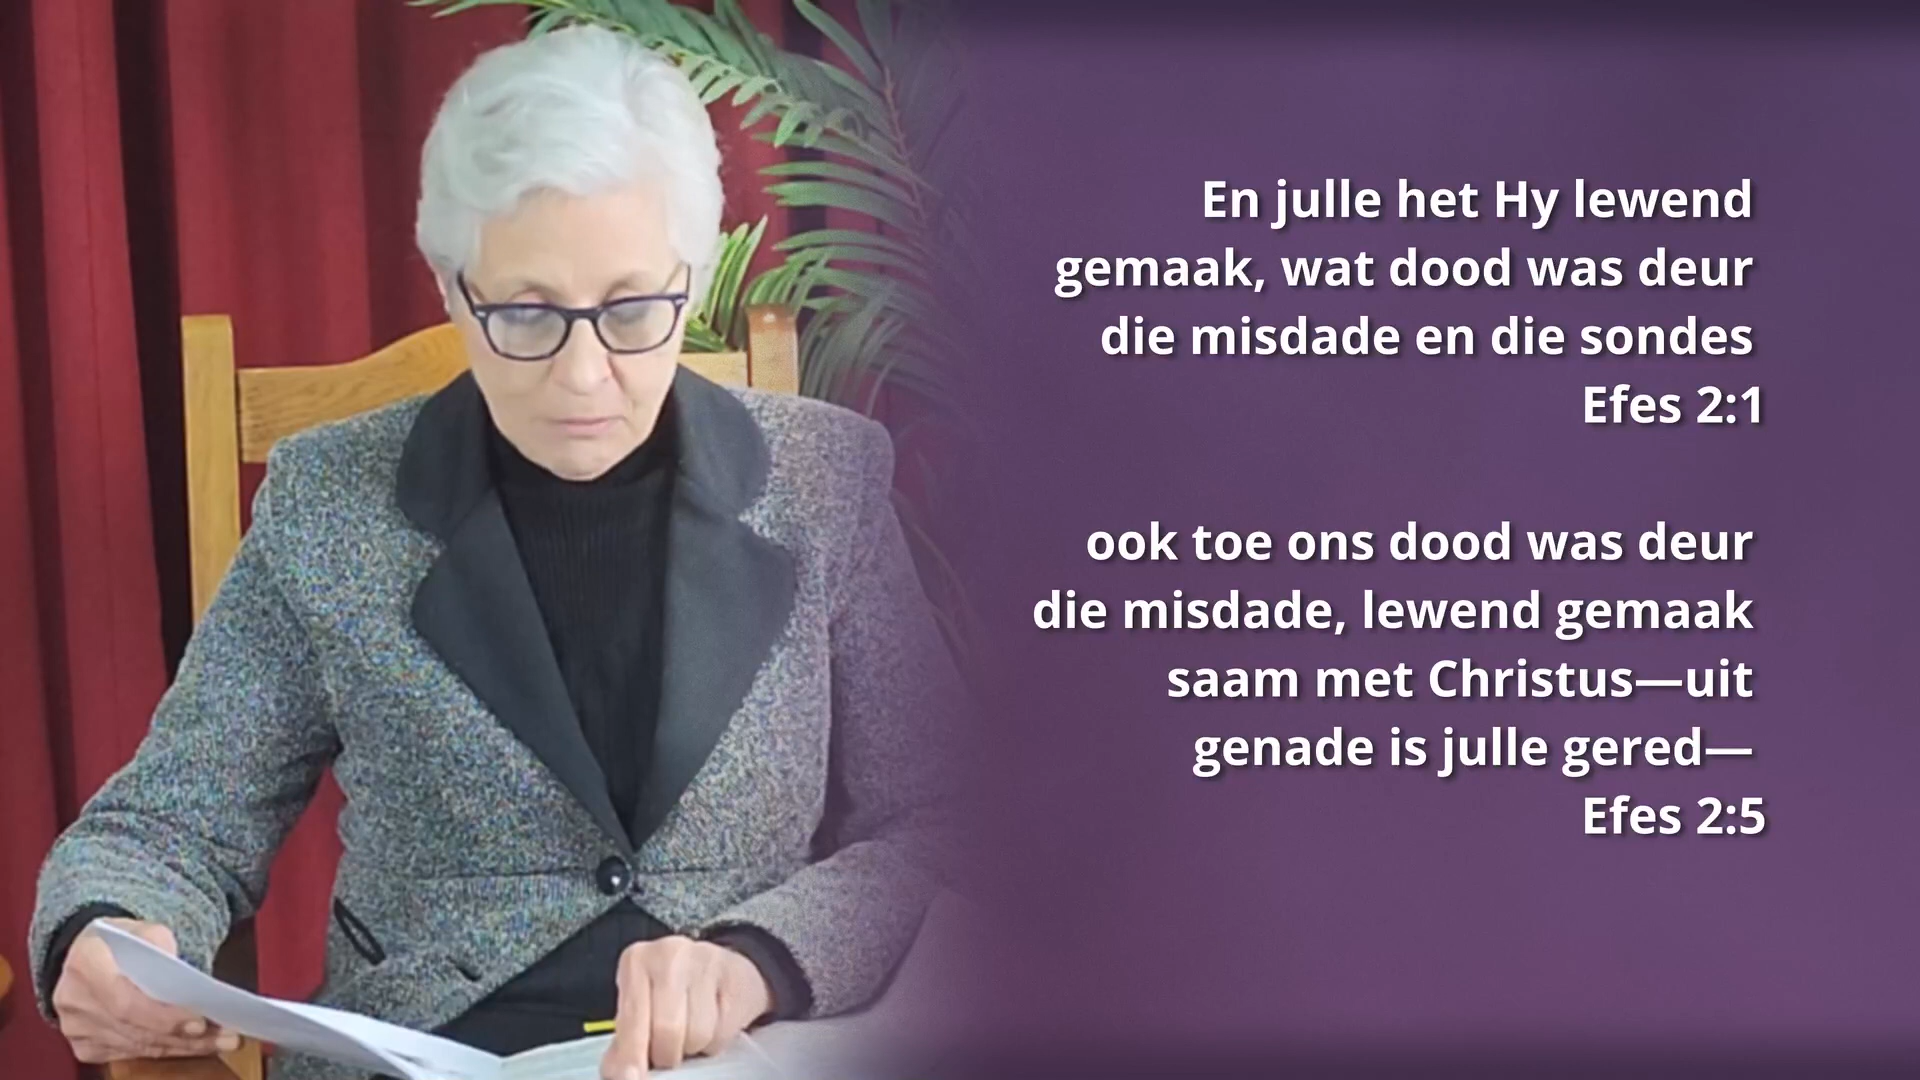 En julle het Hy lewend
gemaak, wat dood was deur
die misdade en die sondes
Efes 2:1
ook toe ons dood was deur
die misdade, lewend gemaak
saam met Christus—uit
genade is julle gered—
Efes 2:5